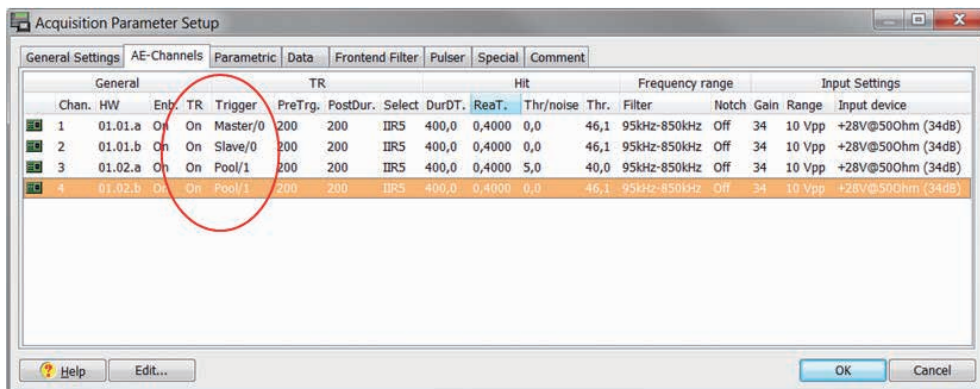 Acquisition Parameter Setup
General Settings AE-Channels Parametric Data Frontend Filter Pulser Special Comment
General TR Hit Frequency range Input Settings
Chan. HW Enb. TR Trigger PreTrg. PostDur. Select DurDT. ReaT. Thr/noise Thr. Filter Notch Gain Range Input device
1 01.01.a On On Master/0 200 200 IIR5 400,0 0,4000 0,0 46,1 95kHz-850kHz Off 34 10 Vpp +28V@50Ohm (34dB)
2 01.01.b On On Slave/0 200 200 IIR5 400,0 0,4000 0,0 46,1 95kHz-850kHz Off 34 10 Vpp +28V@50Ohm (34dB)
3 01.02.a On On Pool/1 200 200 IIR5 400,0 0,4000 5,0 40,0 95kHz-850kHz Off 34 10 Vpp +28V@50Ohm (34dB)
4 01.02.b On On Pool/1 200 200 IIR5 400,0 0,4000 0,0 46,1 95kHz-850kHz Off 34 10 Vpp +28V@50Ohm (34dB)
Help Edit... OK Cancel